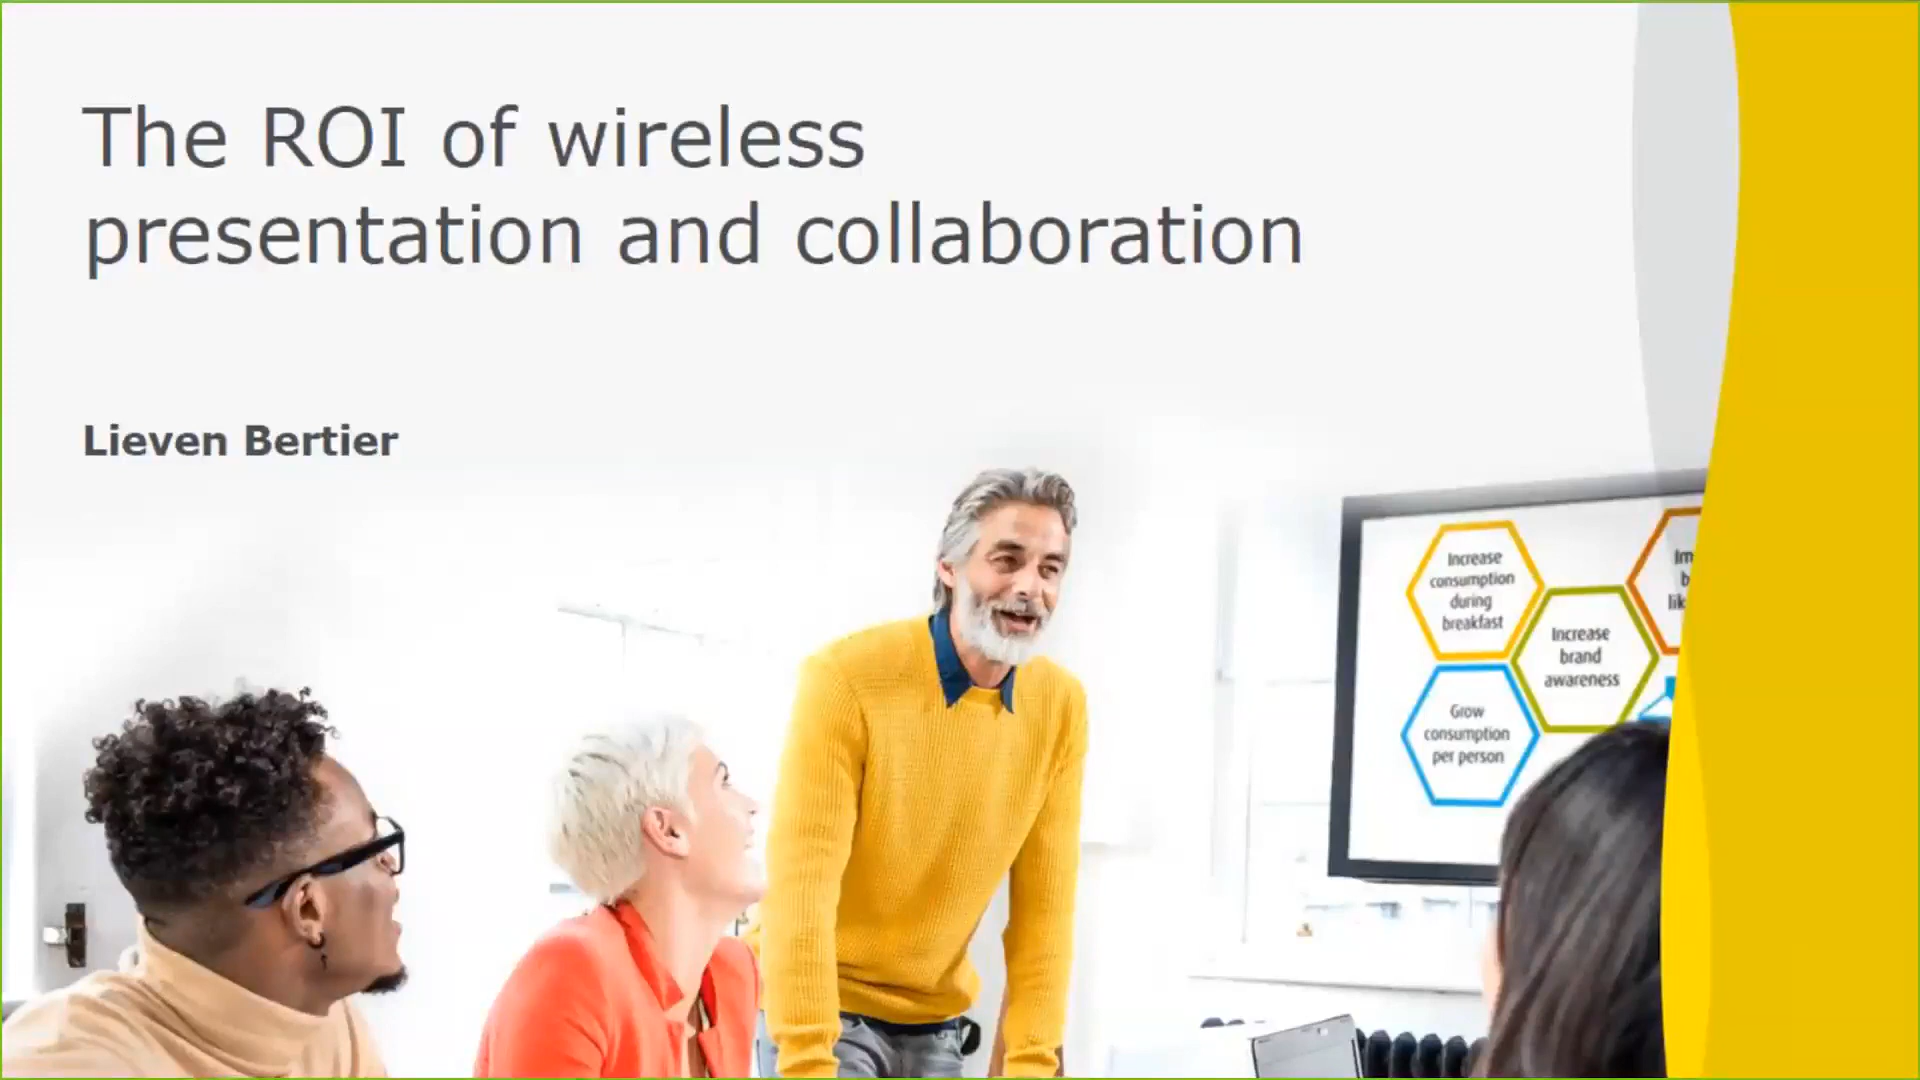 The ROI of wireless
presentation and collaboration
Lieven Bertier
Increase
consumption
during
breakfast
Increase
brand
awareness
Grow
consumption
per person